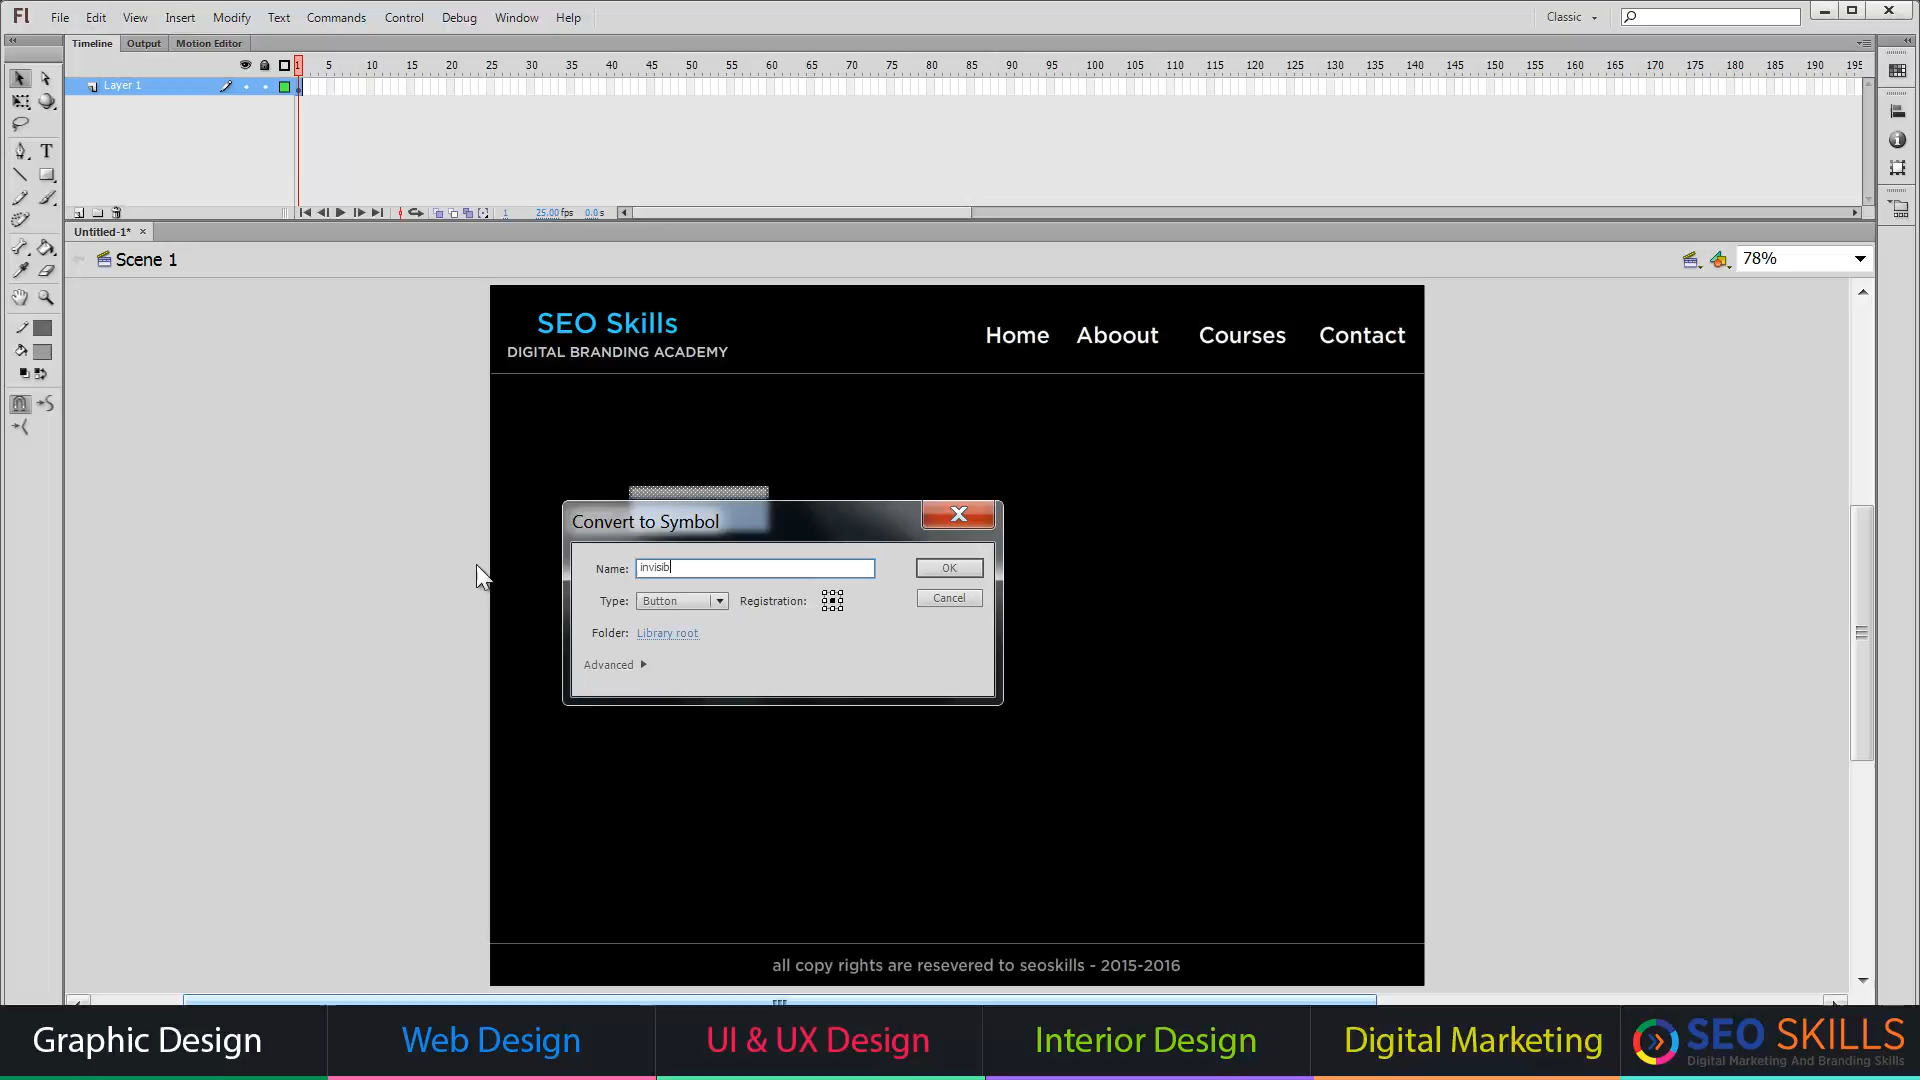 Fl File Edit View Insert Modify Text Commands Control Debug Window Help Classic
Timeline Output Motion Editor
1 5 10 15 20 25 30 35 40 45 50 55 60 65 70 75 80 85 90 95 100 105 110 115 120 125 130 135 140 145 150 155 160 165 170 175 180 185 190 195
Layer 1
1 25.00 fps 0.0 s
Untitled-1*
Scene 1
78%
SEO Skills
DIGITAL BRANDING ACADEMY
Home Aboout Courses Contact
Convert to Symbol
Name: invisib OK
Type: Button Registration: Cancel
Folder: Library root
Advanced
all copy rights are resevered to seoskills - 2015-2016
Graphic Design Web Design UI & UX Design Interior Design Digital Marketing SEO SKILLS
Digital Marketing And Branding Skills